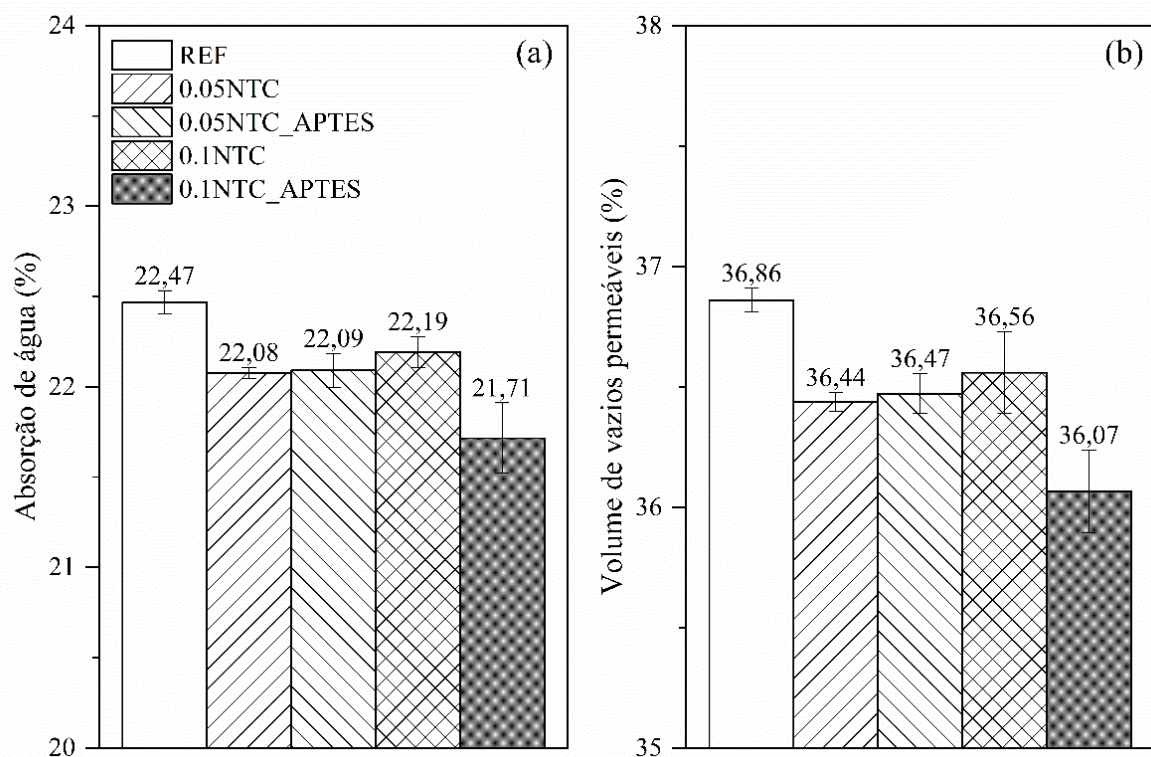 (a)
REF
0.05NTC
0.05NTC_APTES
0.1NTC
0.1NTC_APTES
Absorção de água (%)
24
23
22
21
20
22,47
22,08
22,09
22,19
21,71
(b)
Volume de vazios permeáveis (%)
38
37
36
35
36,86
36,44
36,47
36,56
36,07